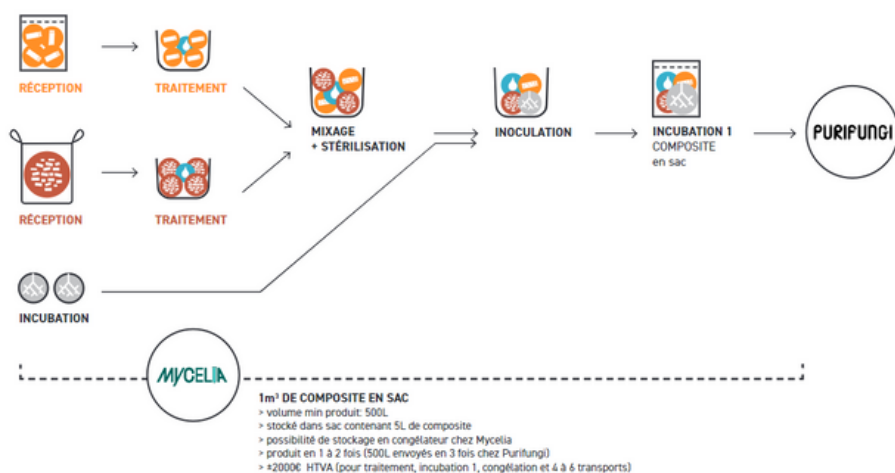 RÉCEPTION
TRAITEMENT
MIXAGE
+ STÉRILISATION
INOCULATION
INCUBATION 1
COMPOSITE
en sac
PURIFUNGI
RÉCEPTION
TRAITEMENT
INCUBATION
MYCELIA
1m³ DE COMPOSITE EN SAC
> volume min produit: 500L
> stocké dans sac contenant 5L de composite
> possibilité de stockage en congélateur chez Mycelia
> produit en 1 à 2 fois (500L envoyés en 3 fois chez Purifungi)
> ±2000€ HTVA (pour traitement, incubation 1, congélation et 4 à 6 transports)